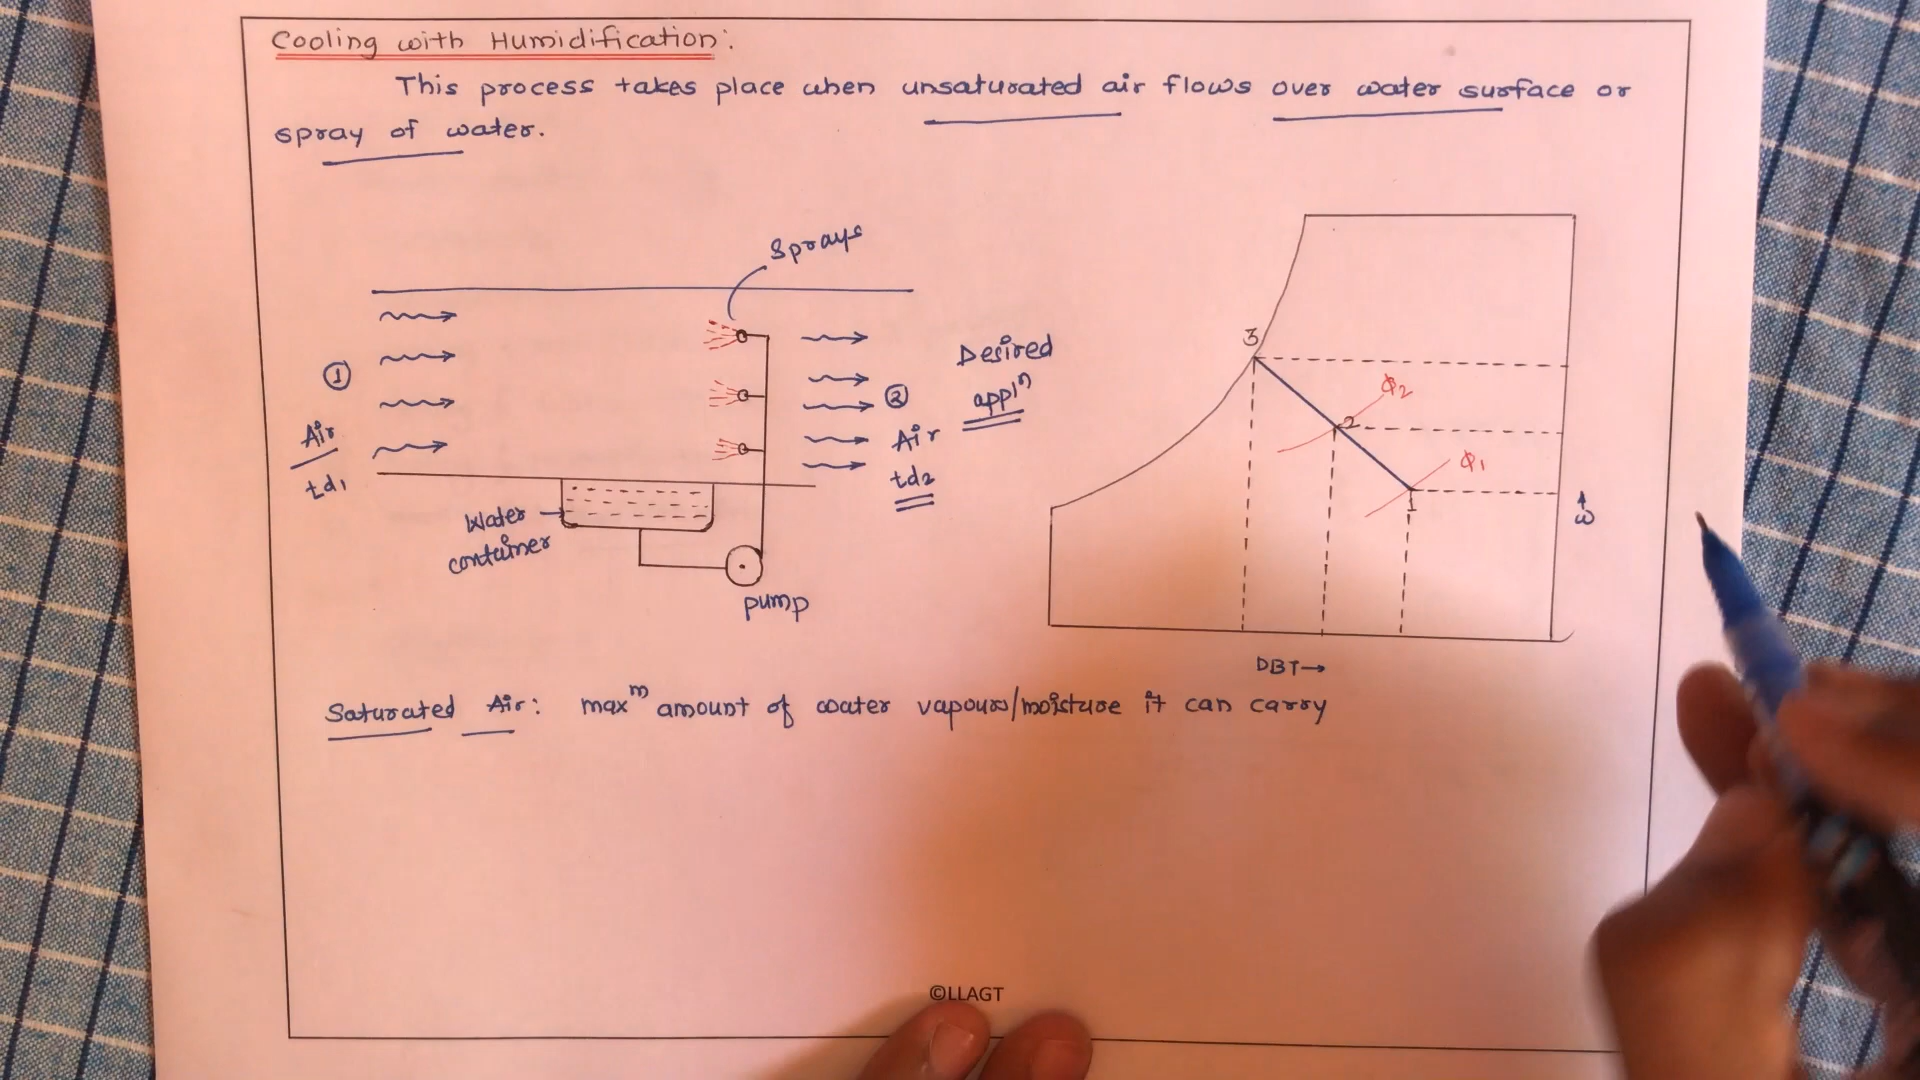 Cooling with Humidification:
This process takes place when unsaturated air flows over water surface or
spray of water.
Sprays
①
Air
td₁
②
Air
td₂
Desired
applⁿ
Water
container
pump
3
ϕ₂
2
ϕ₁
1
ω
DBT→
Saturated Air: maxᵐ amount of water vapours/moisture it can carry
©LLAGT